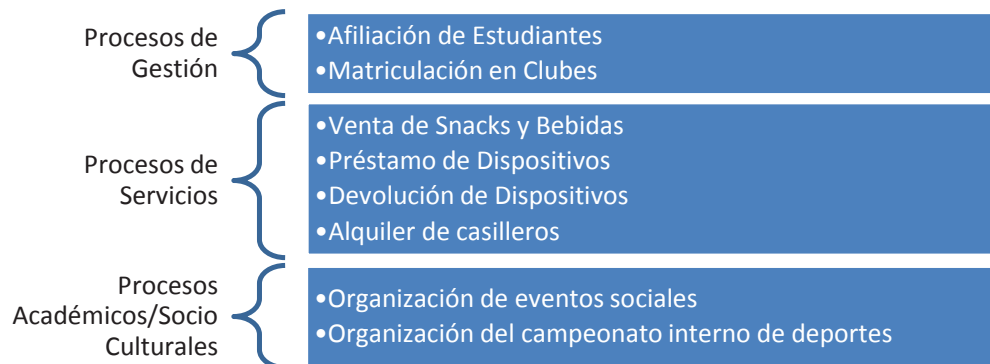 Procesos de
Gestión
•Afiliación de Estudiantes
•Matriculación en Clubes
Procesos de
Servicios
•Venta de Snacks y Bebidas
•Préstamo de Dispositivos
•Devolución de Dispositivos
•Alquiler de casilleros
Procesos
Académicos/Socio
Culturales
•Organización de eventos sociales
•Organización del campeonato interno de deportes